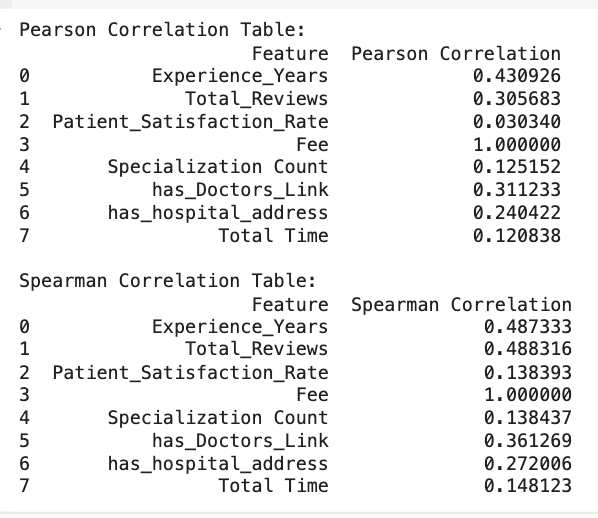 Pearson Correlation Table:
Feature Pearson Correlation
0 Experience_Years 0.430926
1 Total_Reviews 0.305683
2 Patient_Satisfaction_Rate 0.030340
3 Fee 1.000000
4 Specialization Count 0.125152
5 has_Doctors_Link 0.311233
6 has_hospital_address 0.240422
7 Total Time 0.120838
Spearman Correlation Table:
Feature Spearman Correlation
0 Experience_Years 0.487333
1 Total_Reviews 0.488316
2 Patient_Satisfaction_Rate 0.138393
3 Fee 1.000000
4 Specialization Count 0.138437
5 has_Doctors_Link 0.361269
6 has_hospital_address 0.272006
7 Total Time 0.148123